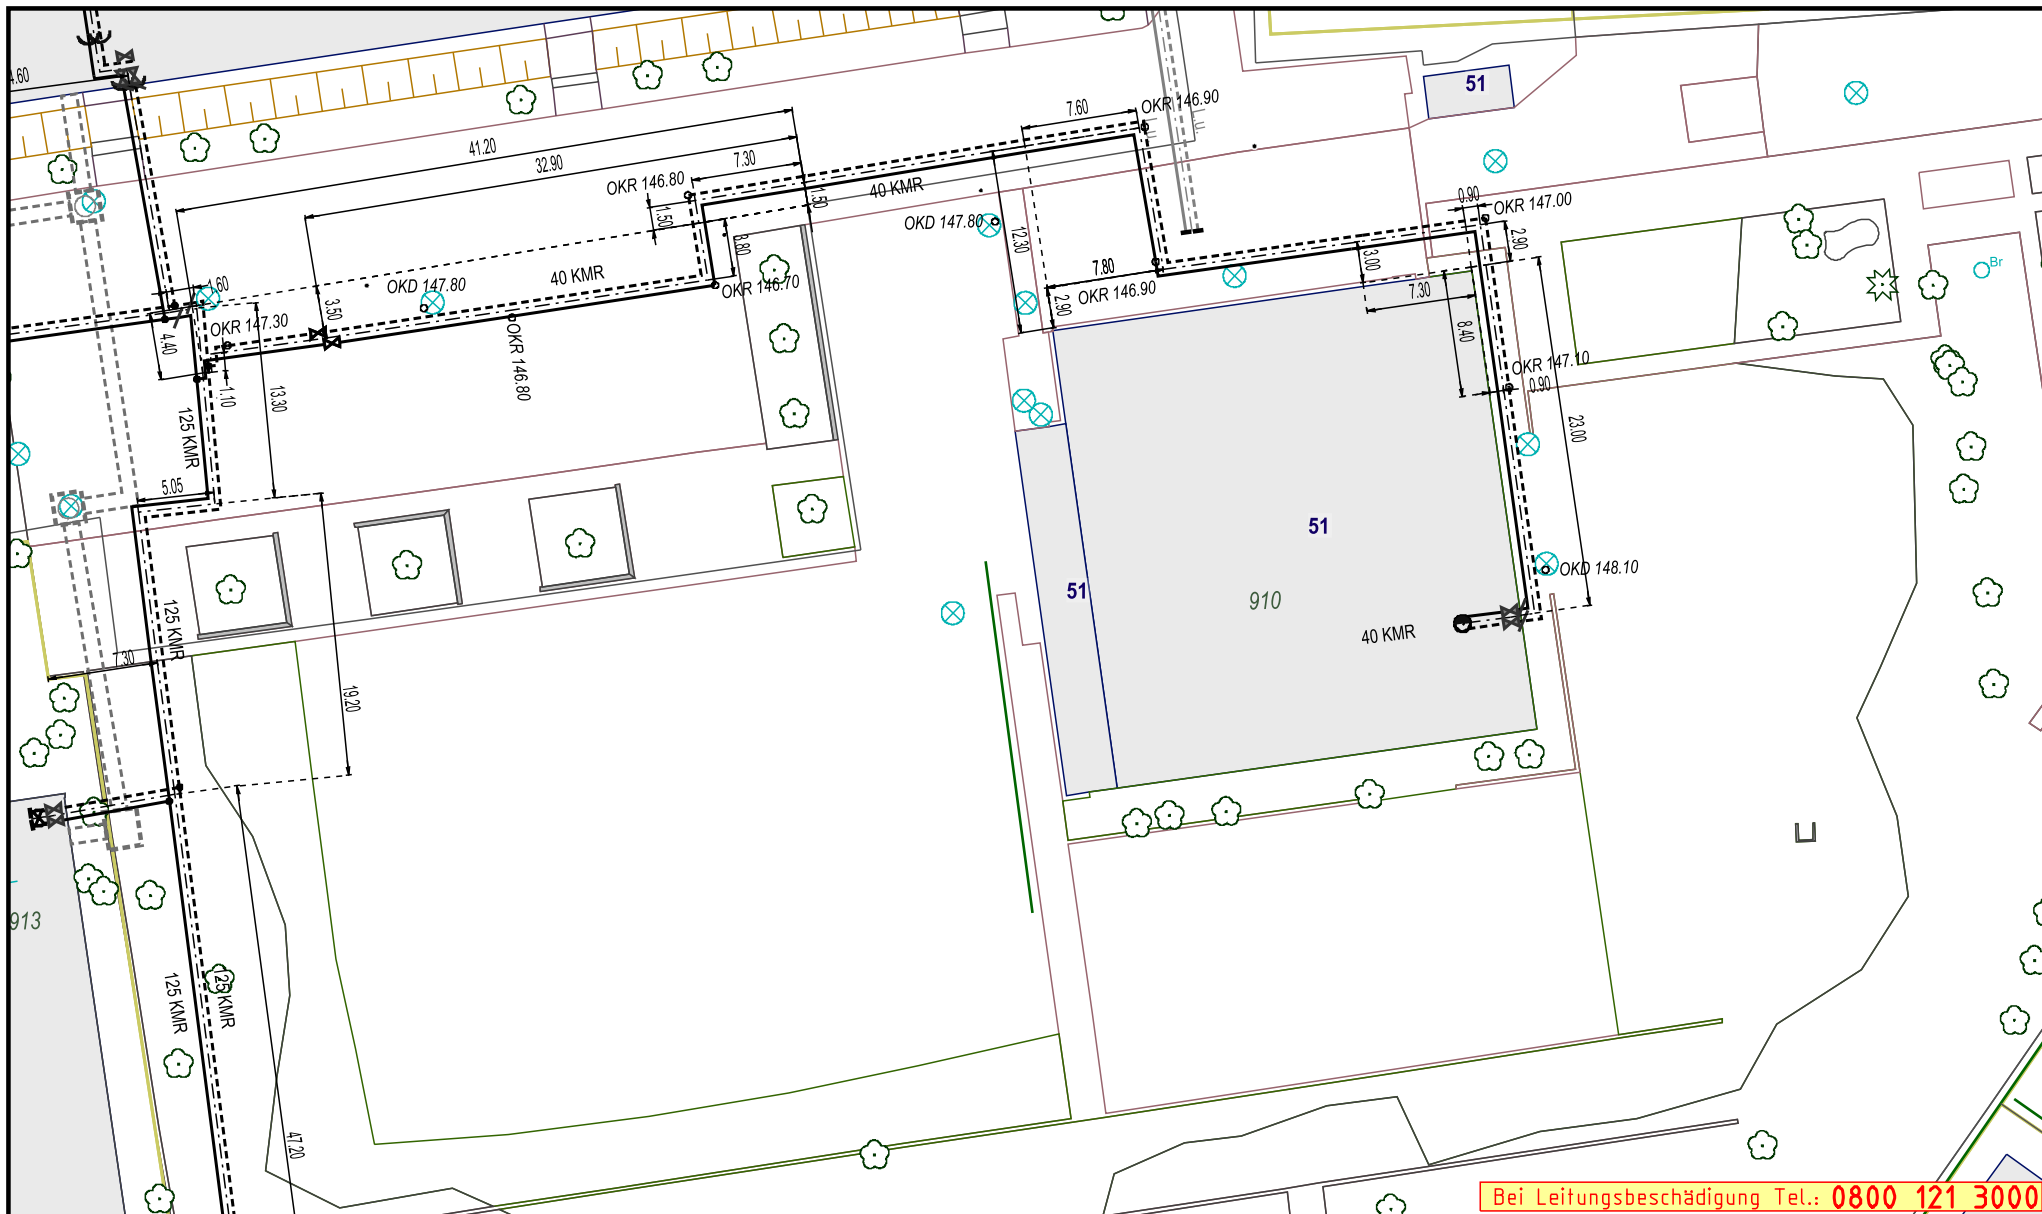 4.60
51
7.60
OKR 146.90
41.20
32.90
7.30
OKR 146.80
40 KMR
1.50
1.50
0.90
OKR 147.00
OKD 147.80
12.30
3.80
2.90
3.00
Br
1.60
OKD 147.80
40 KMR
OKR 146.70
7.80
OKR 146.90
2.90
7.30
OKR 147.30
4.40
3.50
8.40
OKR 146.80
OKR 147.10
0.90
1.10
13.30
23.00
125 KMR
5.05
51
OKD 148.10
51
910
125 KMR
40 KMR
7.30
19.20
913
125 KMR
125 KMR
47.20
Bei Leitungsbeschädigung Tel.: 0800 121 3000